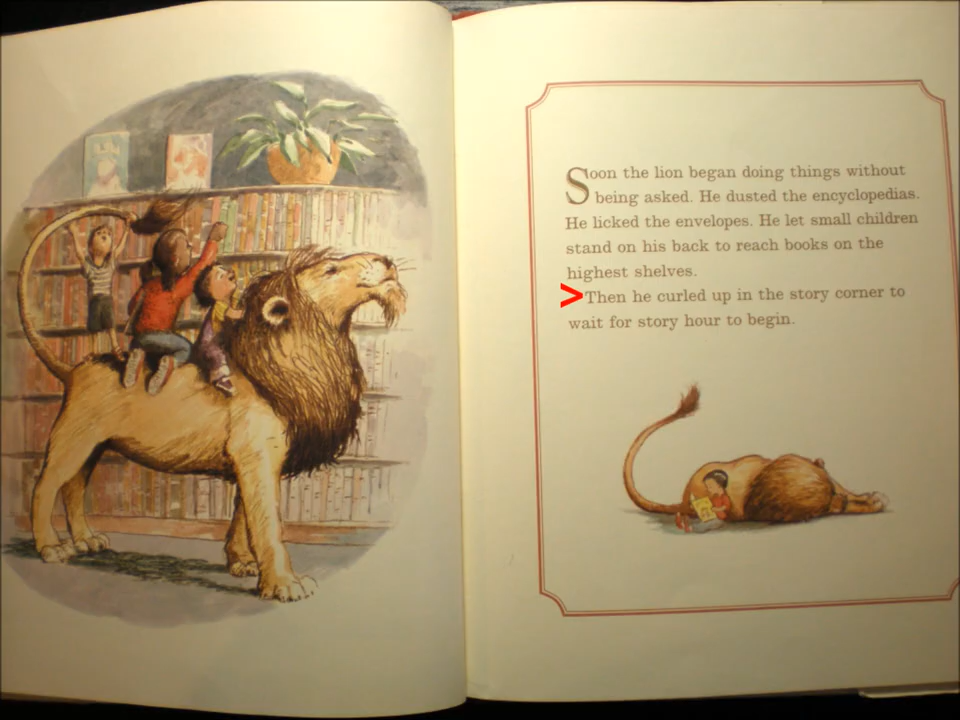 Soon the lion began doing things without
being asked. He dusted the encyclopedias.
He licked the envelopes. He let small children
stand on his back to reach books on the
highest shelves.
>Then he curled up in the story corner to
wait for story hour to begin.